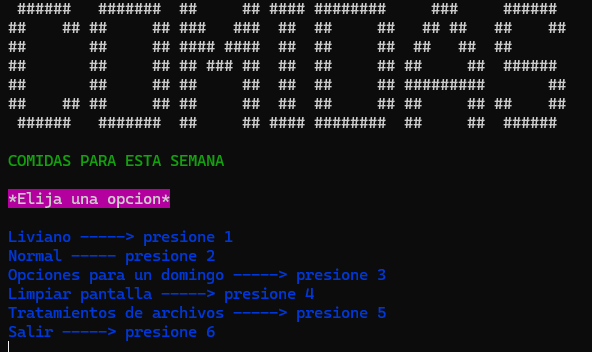 COMIDAS
COMIDAS PARA ESTA SEMANA
*Elija una opcion*
Liviano -----> presione 1
Normal ----- presione 2
Opciones para un domingo -----> presione 3
Limpiar pantalla -----> presione 4
Tratamientos de archivos -----> presione 5
Salir -----> presione 6